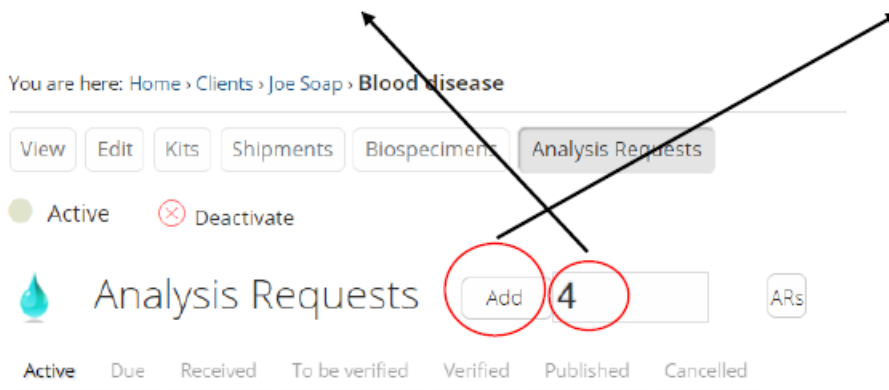 You are here: Home › Clients › Joe Soap › Blood disease
View Edit Kits Shipments Biospecimens Analysis Requests
Active Deactivate
Analysis Requests Add 4 ARs
Active Due Received To be verified Verified Published Cancelled